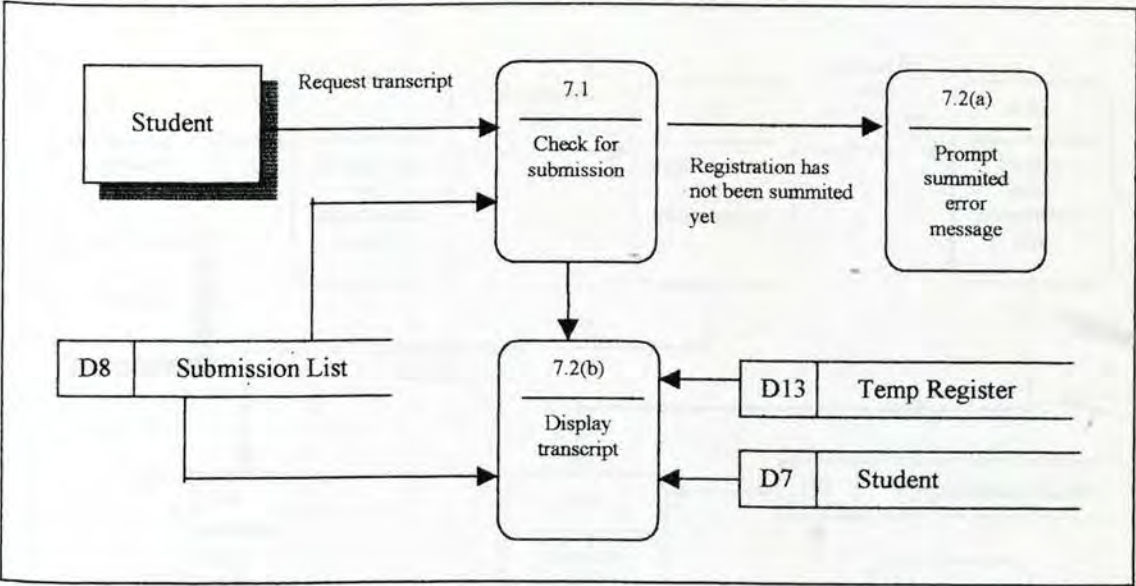 Student
Request transcript
7.1
Check for
submission
7.2(a)
Prompt
summited
error
message
Registration has
not been summited
yet
D8 Submission List
7.2(b)
Display
transcript
D13 Temp Register
D7 Student